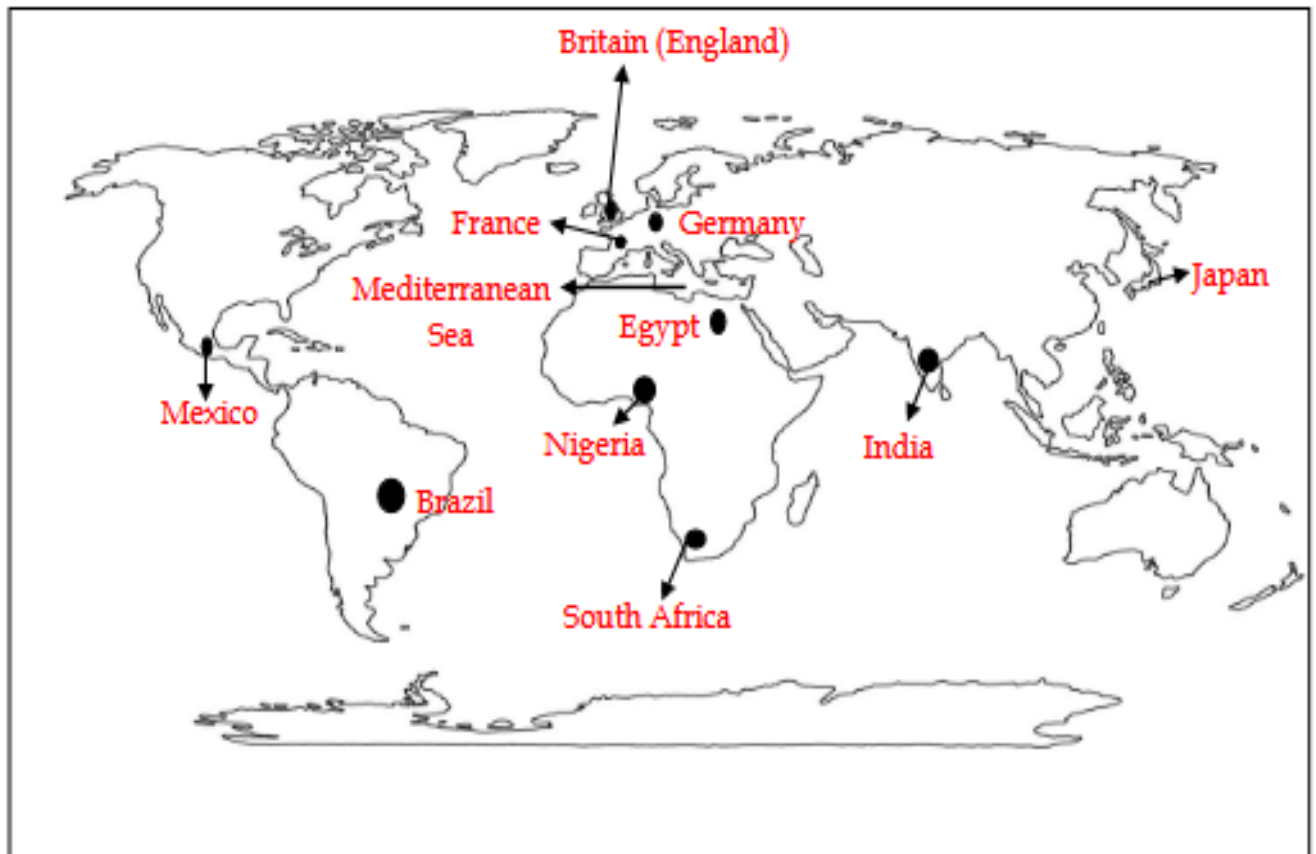 Britain (England)
France
Germany
Mediterranean
Sea
Japan
Egypt
Mexico
Nigeria
India
Brazil
South Africa